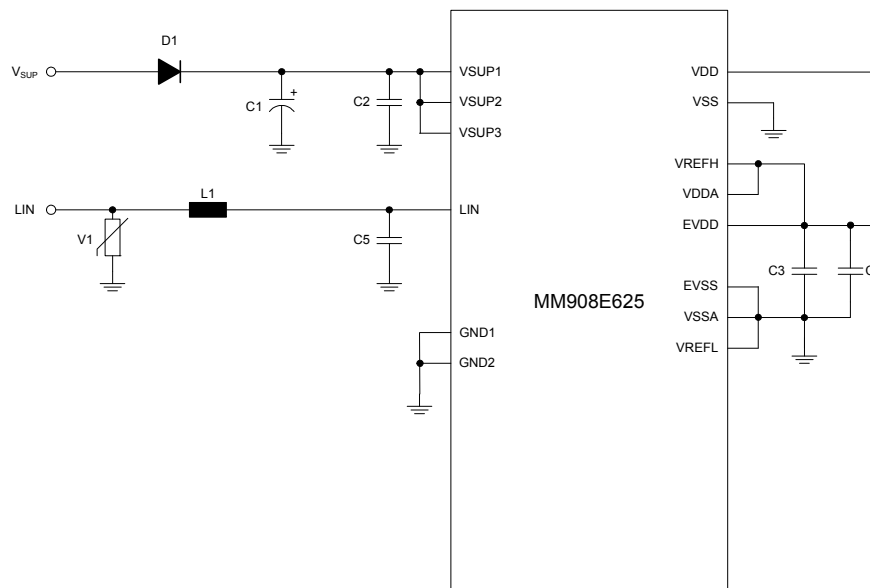 D1
V_SUP
C1
+
C2
VSUP1
VSUP2
VSUP3
VDD
VSS
VREFH
VDDA
LIN
L1
LIN
EVDD
V1
C5
C3
EVSS
MM908E625
VSSA
GND1
VREFL
GND2